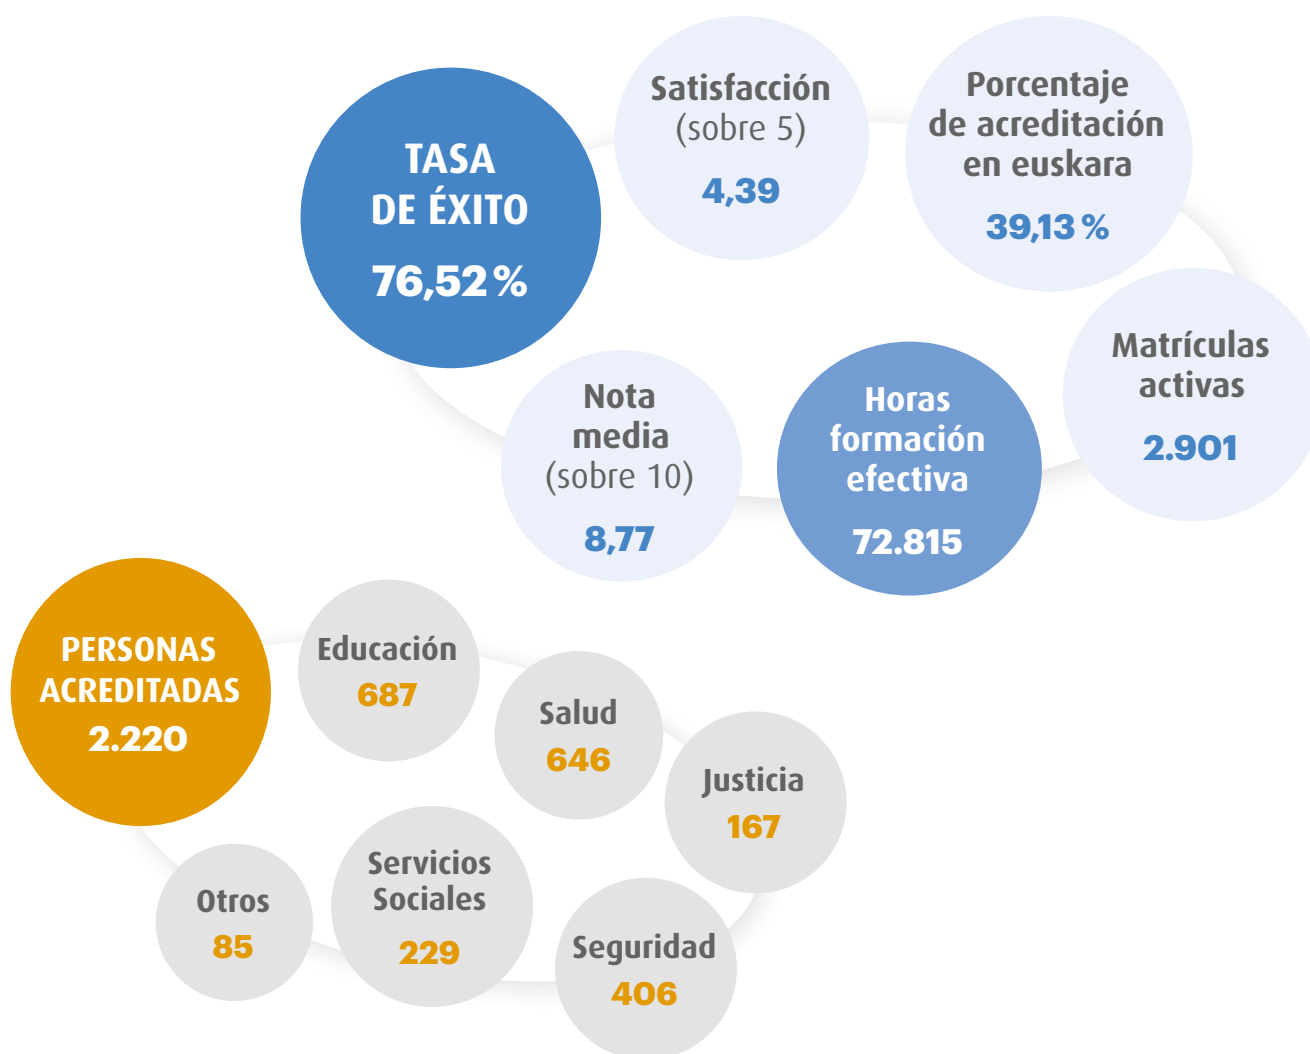 TASA
DE ÉXITO
76,52 %
Satisfacción
(sobre 5)
4,39
Porcentaje
de acreditación
en euskara
39,13 %
Matrículas
activas
2.901
Horas
formación
efectiva
72.815
Nota
media
(sobre 10)
8,77
PERSONAS
ACREDITADAS
2.220
Educación
687
Salud
646
Justicia
167
Seguridad
406
Servicios
Sociales
229
Otros
85